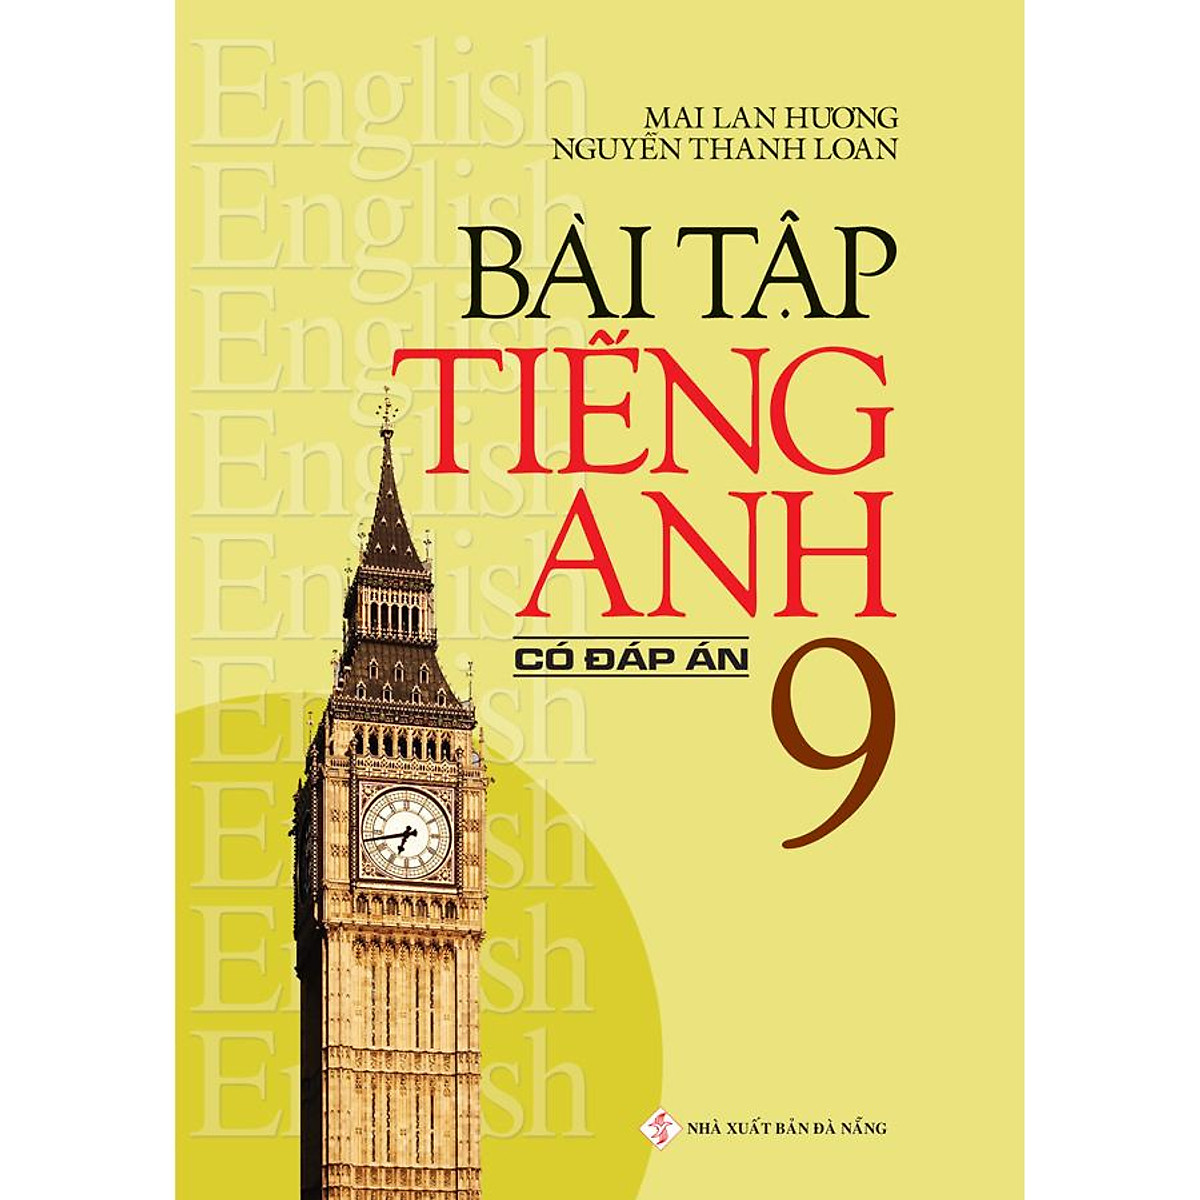 English
English
English
English
English
English
English
English
English
MAI LAN HƯƠNG
NGUYỄN THANH LOAN
BÀI TẬP
TIẾNG
ANH
CÓ ĐÁP ÁN
9
NHÀ XUẤT BẢN ĐÀ NẴNG